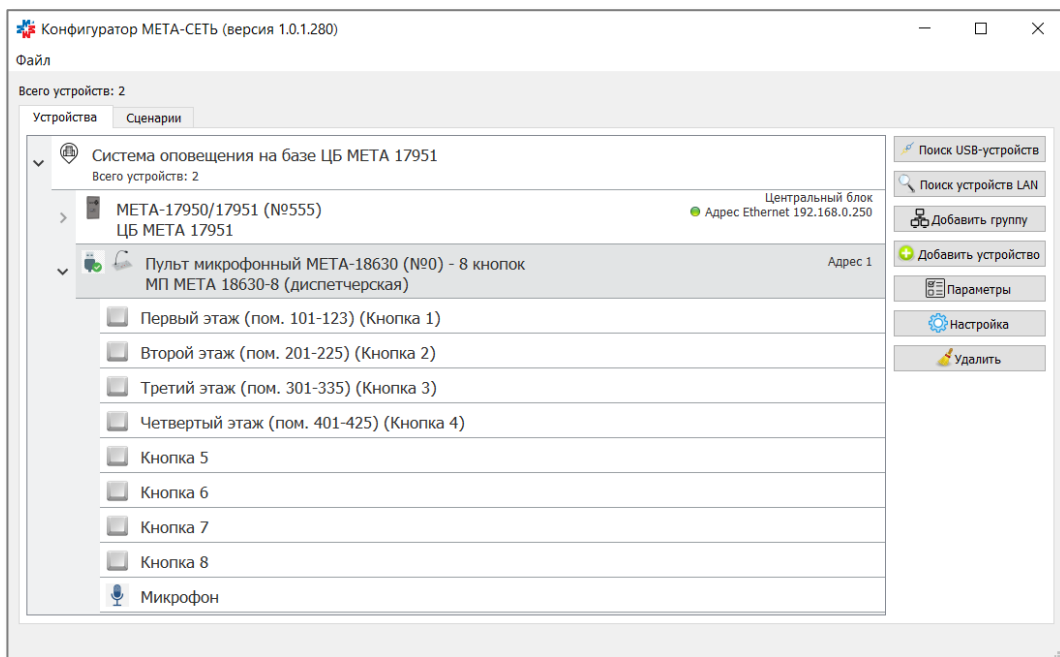 Конфигуратор МЕТА-СЕТЬ (версия 1.0.1.280)
Файл
Всего устройств: 2
Устройства
Сценарии
Система оповещения на базе ЦБ МЕТА 17951
Всего устройств: 2
МЕТА-17950/17951 (№555)
ЦБ МЕТА 17951
Центральный блок
Адрес Ethernet 192.168.0.250
Пульт микрофонный МЕТА-18630 (№0) - 8 кнопок
МП МЕТА 18630-8 (диспетчерская)
Адрес 1
Первый этаж (пом. 101-123) (Кнопка 1)
Второй этаж (пом. 201-225) (Кнопка 2)
Третий этаж (пом. 301-335) (Кнопка 3)
Четвертый этаж (пом. 401-425) (Кнопка 4)
Кнопка 5
Кнопка 6
Кнопка 7
Кнопка 8
Микрофон
Поиск USB-устройств
Поиск устройств LAN
Добавить группу
Добавить устройство
Параметры
Настройка
Удалить